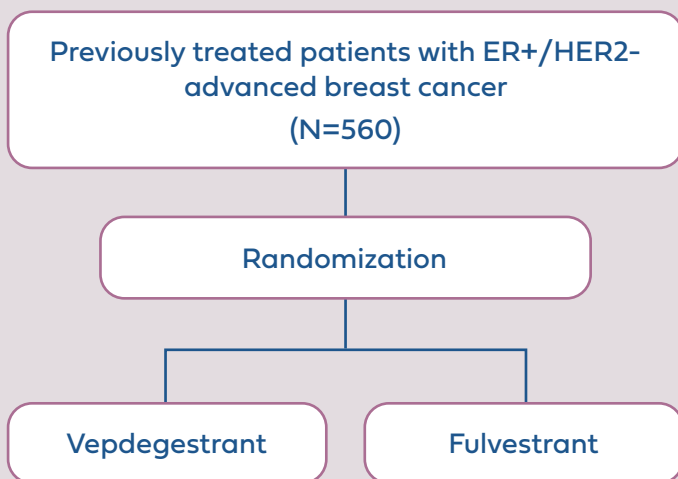 Previously treated patients with ER+/HER2-
advanced breast cancer
(N=560)
Randomization
Vepdegestrant
Fulvestrant